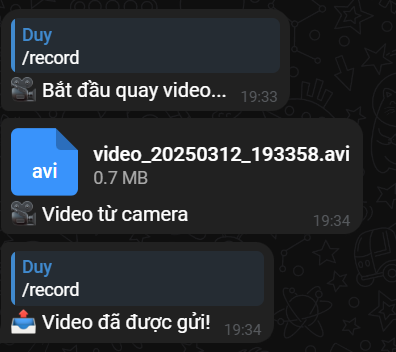 Duy
/record
🎥 Bắt đầu quay video...
19:33
avi
video_20250312_193358.avi
0.7 MB
🎥 Video từ camera
19:34
Duy
/record
📤 Video đã được gửi!
19:34